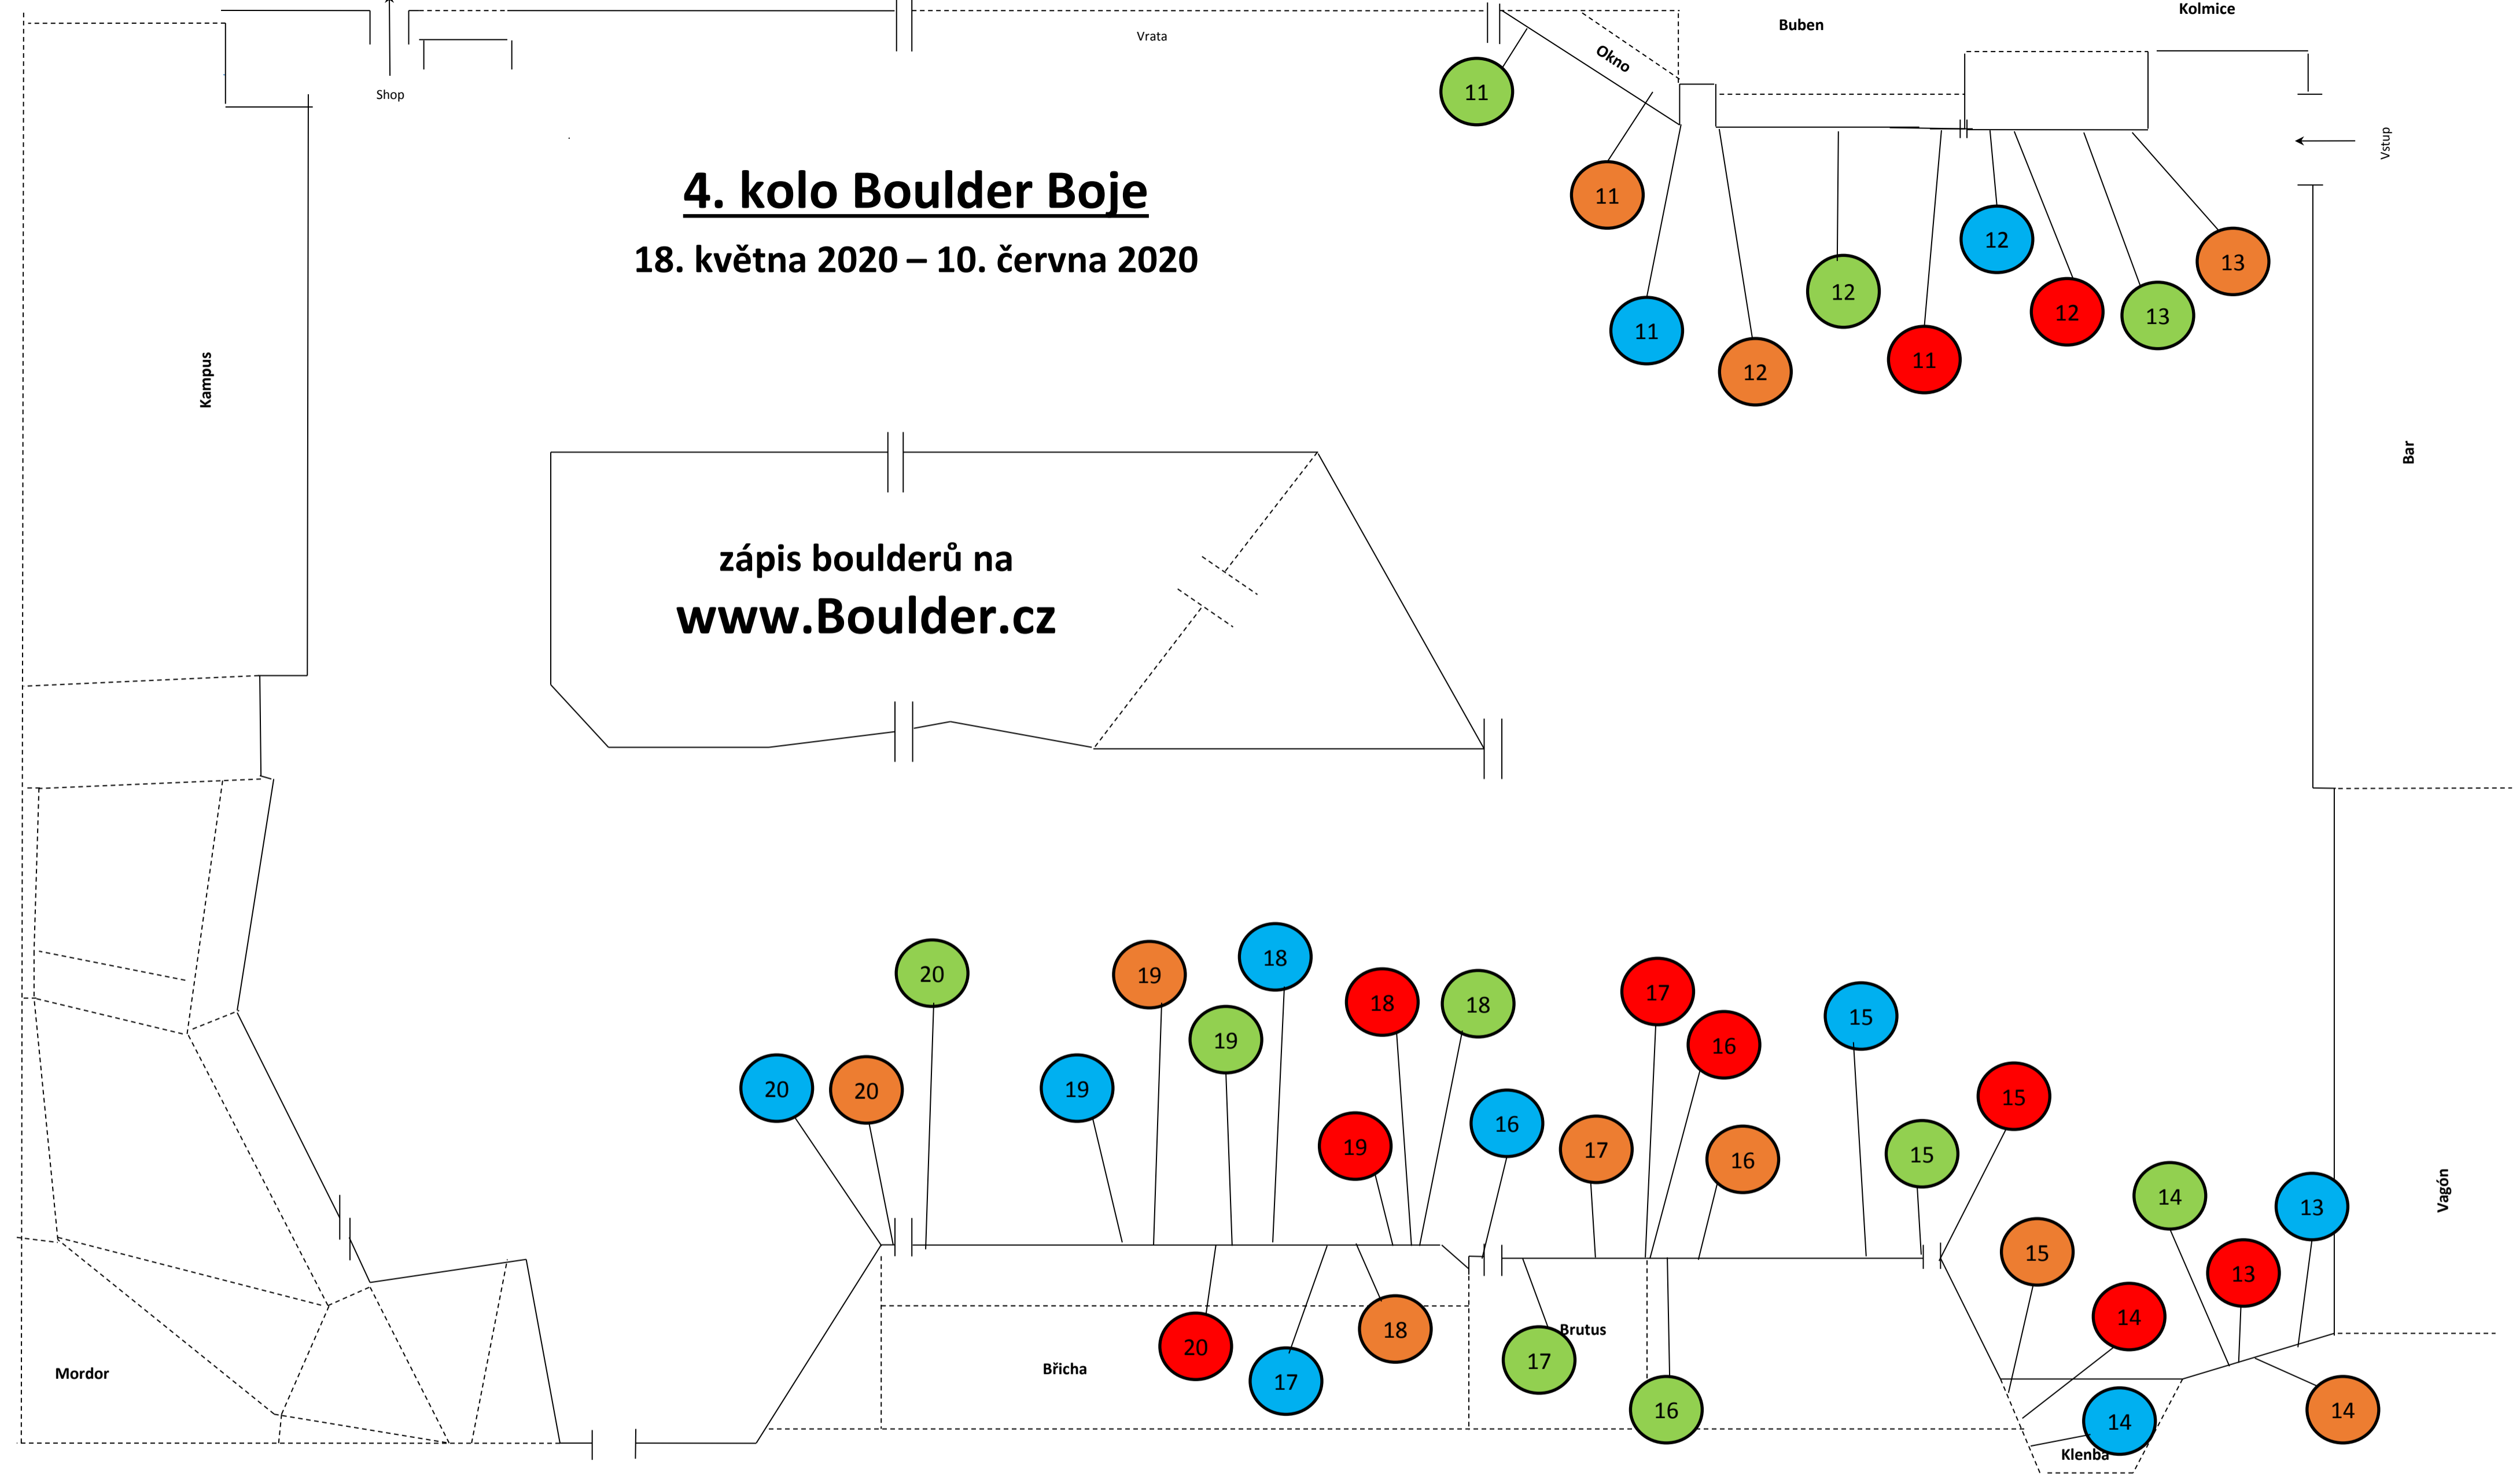 Kolmice
Buben
Vrata
Okno
Shop
11
Vstup
4. kolo Boulder Boje
11
12
13
18. května 2020 – 10. června 2020
12
12
13
11
11
12
Kampus
Bar
zápis boulderů na
www.Boulder.cz
20
19
18
18
18
17
15
19
16
20
20
19
15
16
19
17
16
15
14
13
Vagón
15
13
20
18
Brutus
14
17
17
Břicha
Mordor
16
14
14
Klenba